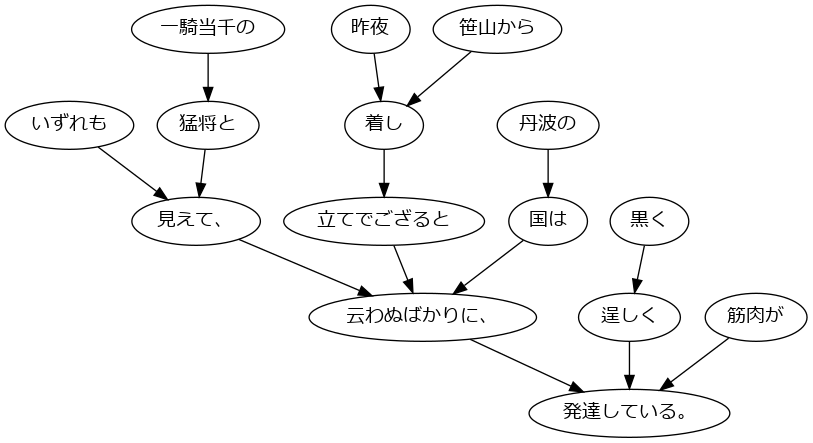 一騎当千の
昨夜
笹山から
いずれも
猛将と
着し
丹波の
見えて、
立てでござると
国は
黒く
云わぬばかりに、
逞しく
筋肉が
発達している。